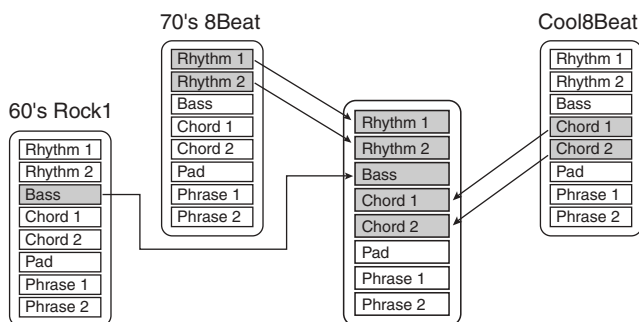 60's Rock1
Rhythm 1
Rhythm 2
Bass
Chord 1
Chord 2
Pad
Phrase 1
Phrase 2
70's 8Beat
Rhythm 1
Rhythm 2
Bass
Chord 1
Chord 2
Pad
Phrase 1
Phrase 2
Rhythm 1
Rhythm 2
Bass
Chord 1
Chord 2
Pad
Phrase 1
Phrase 2
Cool8Beat
Rhythm 1
Rhythm 2
Bass
Chord 1
Chord 2
Pad
Phrase 1
Phrase 2